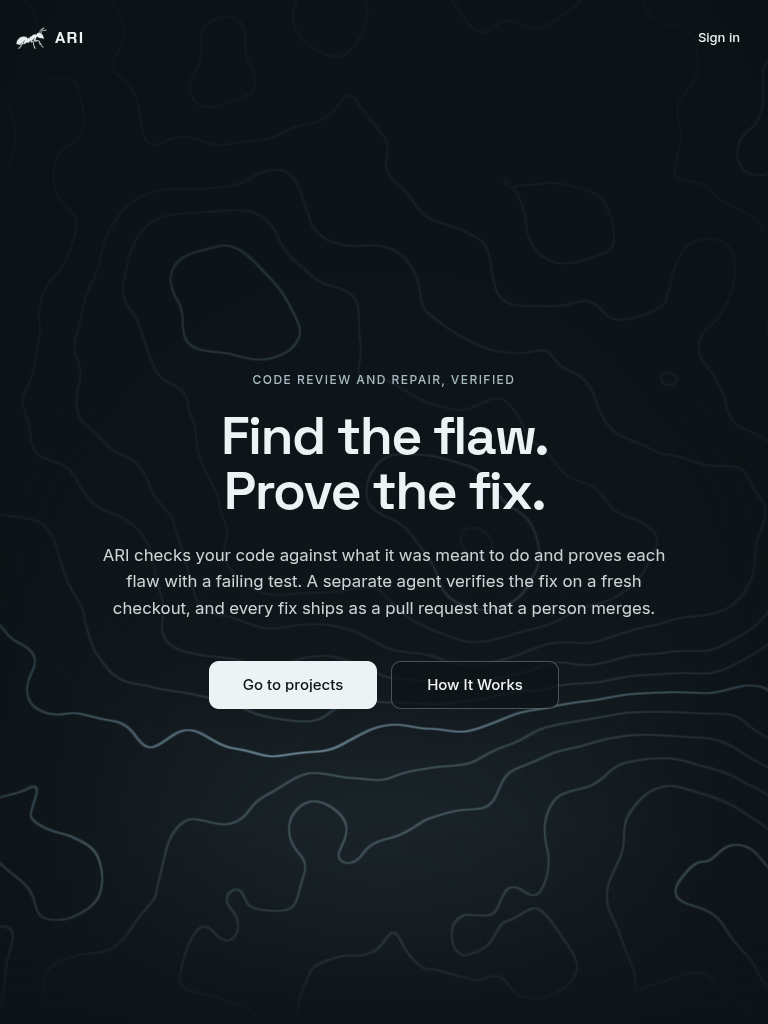 ARI
Sign in
CODE REVIEW AND REPAIR, VERIFIED
Find the flaw.
Prove the fix.
ARI checks your code against what it was meant to do and proves each
flaw with a failing test. A separate agent verifies the fix on a fresh
checkout, and every fix ships as a pull request that a person merges.
Go to projects
How It Works